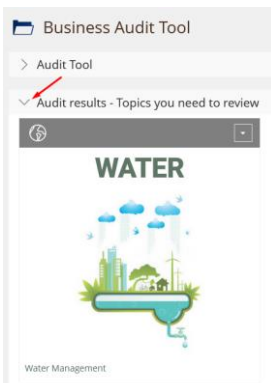 Business Audit Tool
Audit Tool
Audit results - Topics you need to review
WATER
Water Management